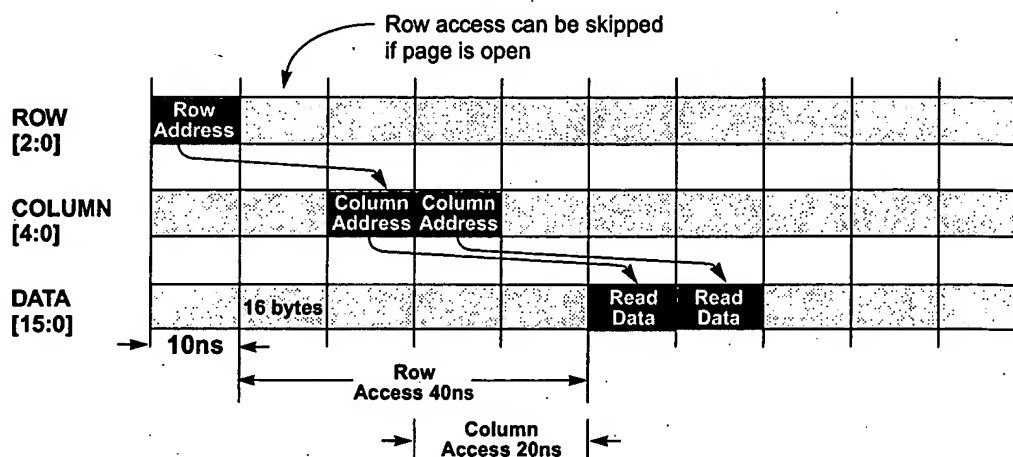 Row access can be skipped
if page is open
ROW
[2:0]
Row
Address
COLUMN
[4:0]
Column
Address
Column
Address
DATA
[15:0]
16 bytes
Read
Data
Read
Data
10ns
Row
Access 40ns
Column
Access 20ns